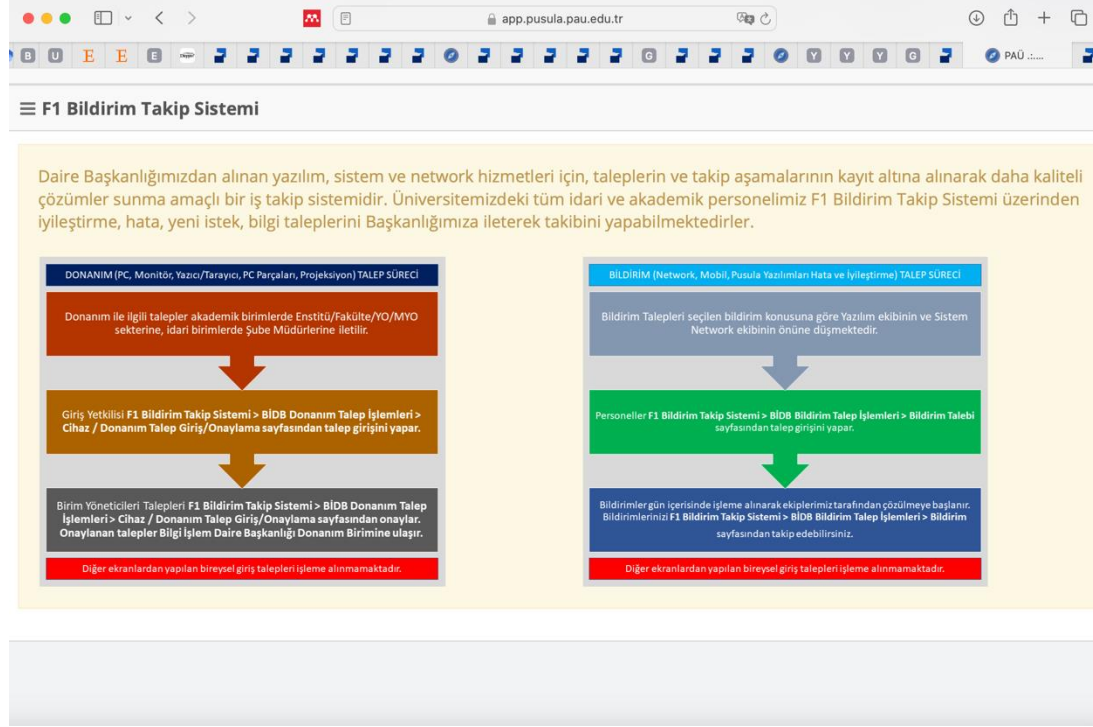 app.pusula.pau.edu.tr
B U E E E G Y Y Y G PAÜ .:....
F1 Bildirim Takip Sistemi
Daire Başkanlığımızdan alınan yazılım, sistem ve network hizmetleri için, taleplerin ve takip aşamalarının kayıt altına alınarak daha kaliteli
çözümler sunma amaçlı bir iş takip sistemidir. Üniversitemizdeki tüm idari ve akademik personelimiz F1 Bildirim Takip Sistemi üzerinden
iyileştirme, hata, yeni istek, bilgi taleplerini Başkanlığımıza ileterek takibini yapabilmektedirler.
DONANIM (PC, Monitör, Yazıcı/Tarayıcı, PC Parçaları, Projeksiyon) TALEP SÜRECİ
Donanım ile ilgili talepler akademik birimlerde Enstitü/Fakülte/YO/MYO
sekterine, idari birimlerde Şube Müdürlerine iletilir.
Giriş Yetkilisi F1 Bildirim Takip Sistemi > BİDB Donanım Talep İşlemleri >
Cihaz / Donanım Talep Giriş/Onaylama sayfasından talep girişini yapar.
Birim Yöneticileri Talepleri F1 Bildirim Takip Sistemi > BİDB Donanım Talep
İşlemleri > Cihaz / Donanım Talep Giriş/Onaylama sayfasından onaylar.
Onaylanan talepler Bilgi İşlem Daire Başkanlığı Donanım Birimine ulaşır.
Diğer ekranlardan yapılan bireysel giriş talepleri işleme alınmamaktadır.
BİLDİRİM (Network, Mobil, Pusula Yazılımları Hata ve İyileştirme) TALEP SÜRECİ
Bildirim Talepleri seçilen bildirim konusuna göre Yazılım ekibinin ve Sistem
Network ekibinin önüne düşmektedir.
Personeller F1 Bildirim Takip Sistemi > BİDB Bildirim Talep İşlemleri > Bildirim Talebi
sayfasından talep girişini yapar.
Bildirimler gün içerisinde işleme alınarak ekiplerimiz tarafından çözülmeye başlanır.
Bildirimlerinizi F1 Bildirim Takip Sistemi > BİDB Bildirim Talep İşlemleri > Bildirim
sayfasından takip edebilirsiniz.
Diğer ekranlardan yapılan bireysel giriş talepleri işleme alınmamaktadır.